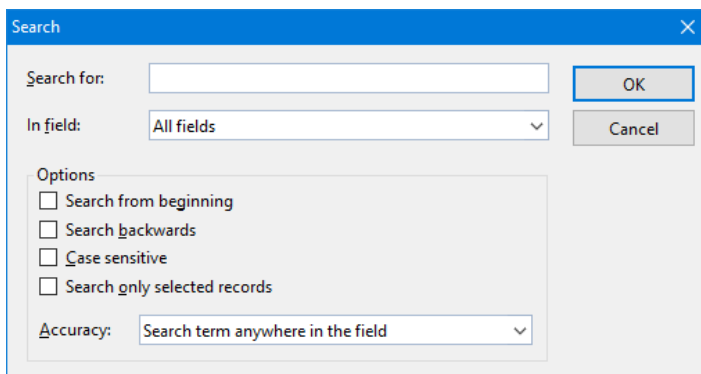 Search
Search for:
OK
In field:
All fields
Cancel
Options
Search from beginning
Search backwards
Case sensitive
Search only selected records
Accuracy:
Search term anywhere in the field